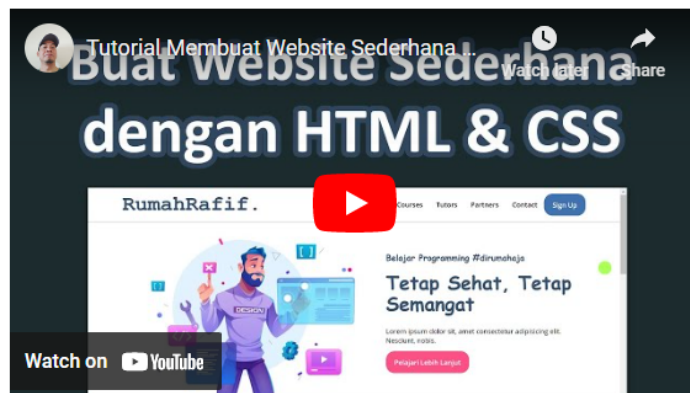 Tutorial Membuat Website Sederhana ...
Watch later
Share
Buat Website Sederhana
dengan HTML & CSS
RumahRafif.
Courses Tutors Partners Contact Sign Up
Belajar Programming #dirumahaja
Tetap Sehat, Tetap
Semangat
Lorem ipsum dolor sit, amet consectetur adipisicing elit.
Nesciunt, nobis.
Pelajari Lebih Lanjut
DESIGN
Watch on YouTube